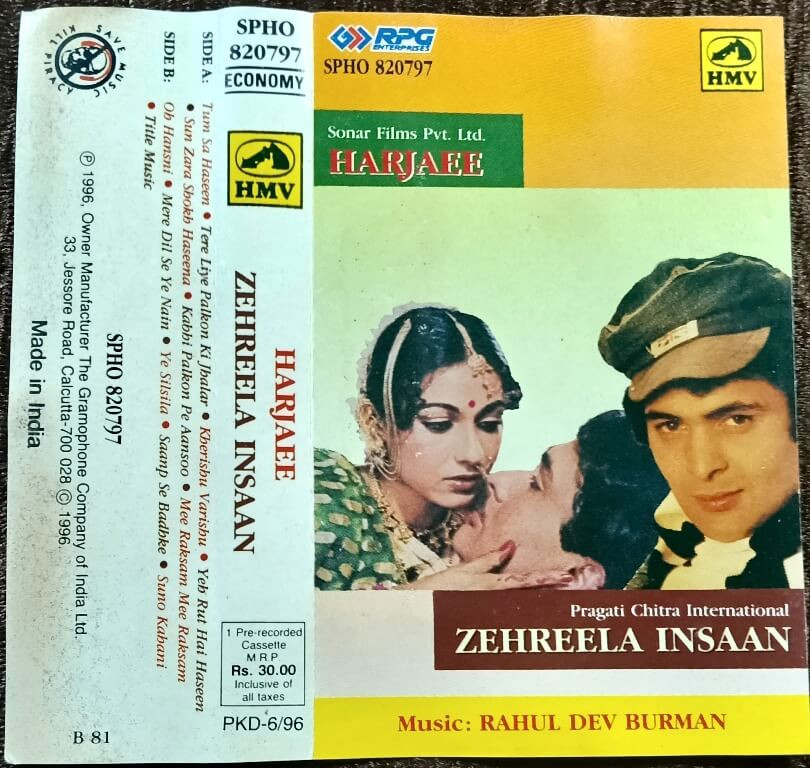 SAVE MUSIC
KILL PIRACY
SPHO
820797
ECONOMY
HMV
HARJAEE
ZEHREELA INSAAN
1 Pre-recorded
Cassette
M R P
Rs. 30.00
Inclusive of
all taxes
PKD-6/96
SIDE A: Tum Sa Haseen • Tere Liye Palkon Ki Jhalar • Kherishu Varishu • Yeh Rut Hai Haseen
• Sun Zara Shokh Haseena • Kabhi Palkon Pe Aansoo • Mee Raksam Mee Raksam
SIDE B: Oh Hansni • Mere Dil Se Ye Nain • Ye Silsila • Saanp Se Badhke • Suno Kahani
• Title Music
SPHO 820797
℗ 1996, Owner Manufacturer The Gramophone Company of India Ltd.
33, Jessore Road, Calcutta-700 028 © 1996.
Made in India
B 81
RPG
ENTERPRISES
SPHO 820797
HMV
Sonar Films Pvt. Ltd.
HARJAEE
Pragati Chitra International
ZEHREELA INSAAN
Music: RAHUL DEV BURMAN